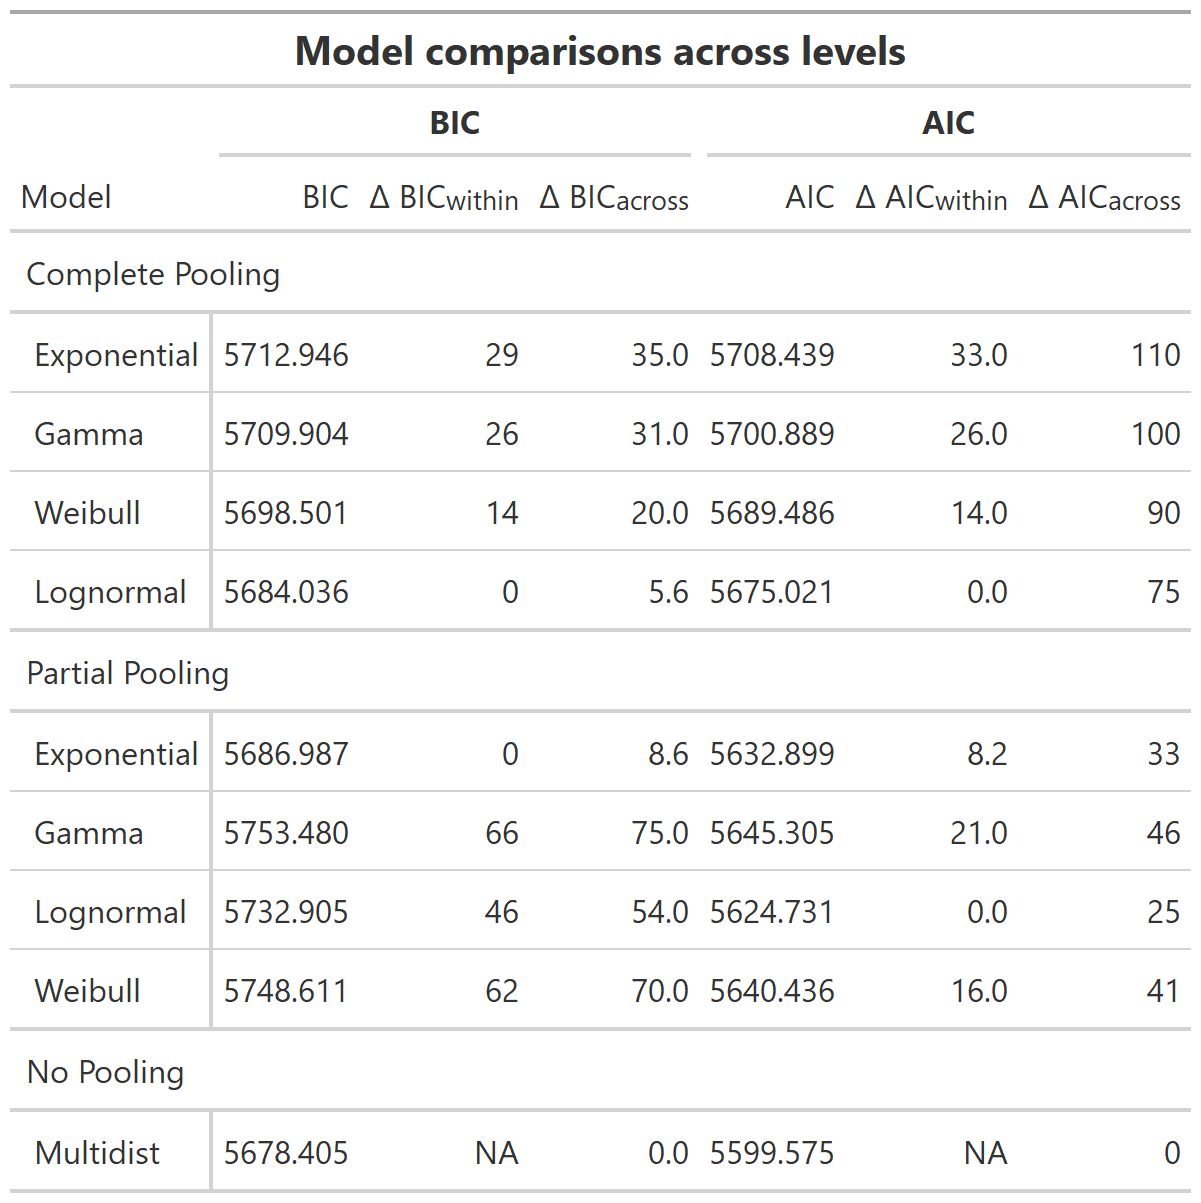 Model comparisons across levels
BIC AIC
Model BIC Δ BICwithin Δ BICacross AIC Δ AICwithin Δ AICacross
Complete Pooling
Exponential 5712.946 29 35.0 5708.439 33.0 110
Gamma 5709.904 26 31.0 5700.889 26.0 100
Weibull 5698.501 14 20.0 5689.486 14.0 90
Lognormal 5684.036 0 5.6 5675.021 0.0 75
Partial Pooling
Exponential 5686.987 0 8.6 5632.899 8.2 33
Gamma 5753.480 66 75.0 5645.305 21.0 46
Lognormal 5732.905 46 54.0 5624.731 0.0 25
Weibull 5748.611 62 70.0 5640.436 16.0 41
No Pooling
Multidist 5678.405 NA 0.0 5599.575 NA 0